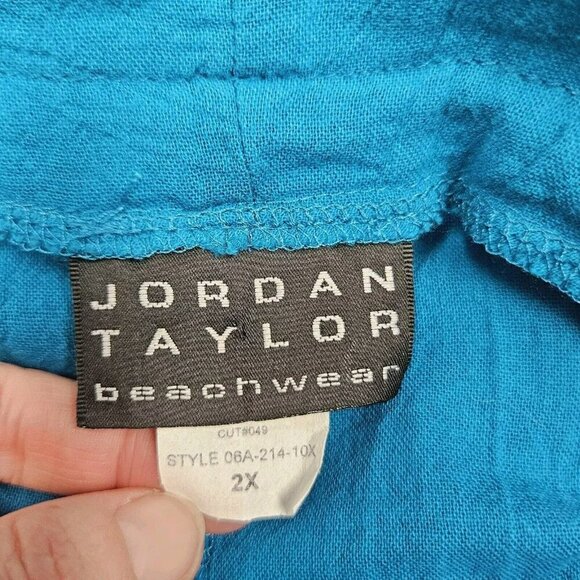 JORDAN
TAYLOR
beachwear
CUT#049
STYLE 06A-214-10X
2X